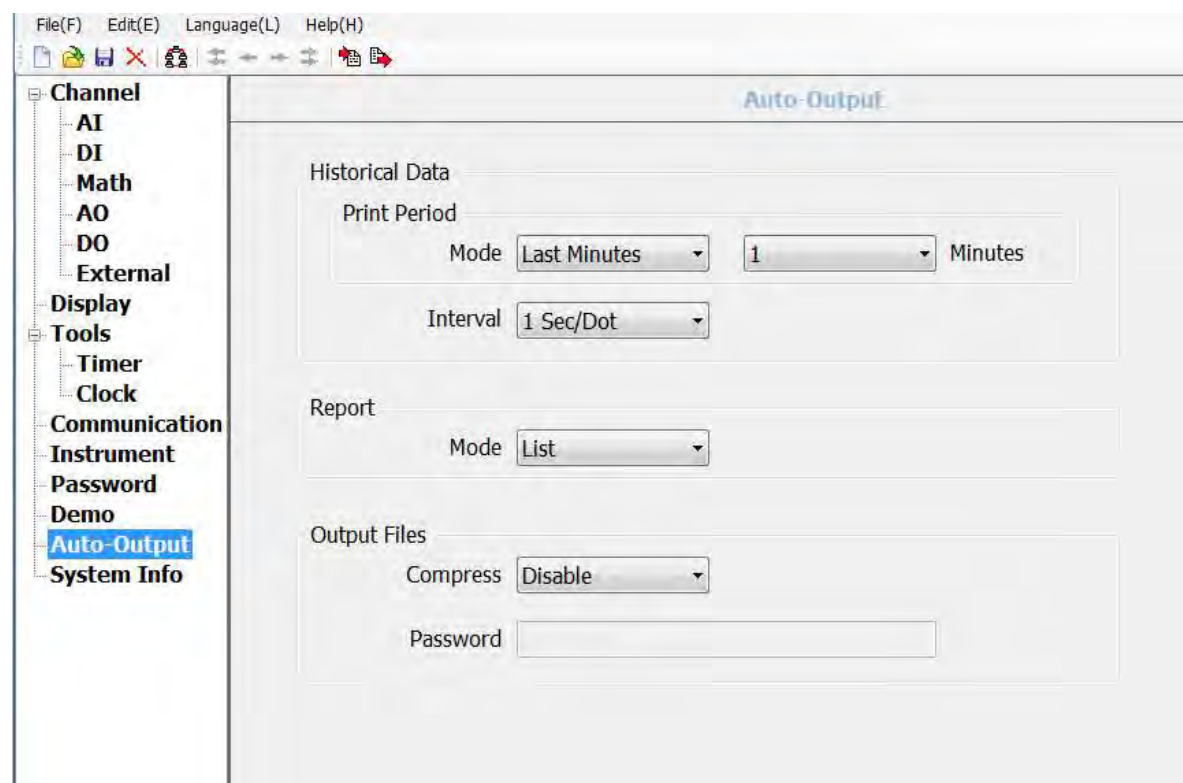 File(F) Edit(E) Language(L) Help(H)
Channel
AI
DI
Math
AO
DO
External
Display
Tools
Timer
Clock
Communication
Instrument
Password
Demo
Auto-Output
System Info
Auto-Output
Historical Data
Print Period
Mode Last Minutes 1 Minutes
Interval 1 Sec/Dot
Report
Mode List
Output Files
Compress Disable
Password